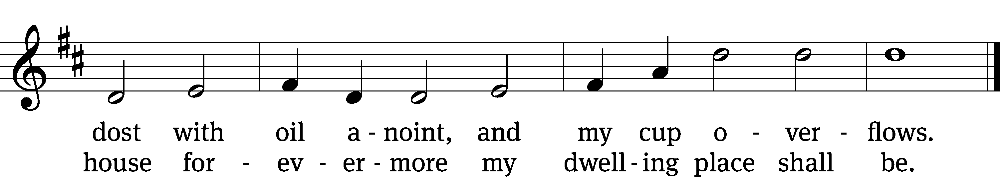 dost with oil a - noint, and my cup o - ver - flows.
house for - ev - er - more my dwell - ing place shall be.